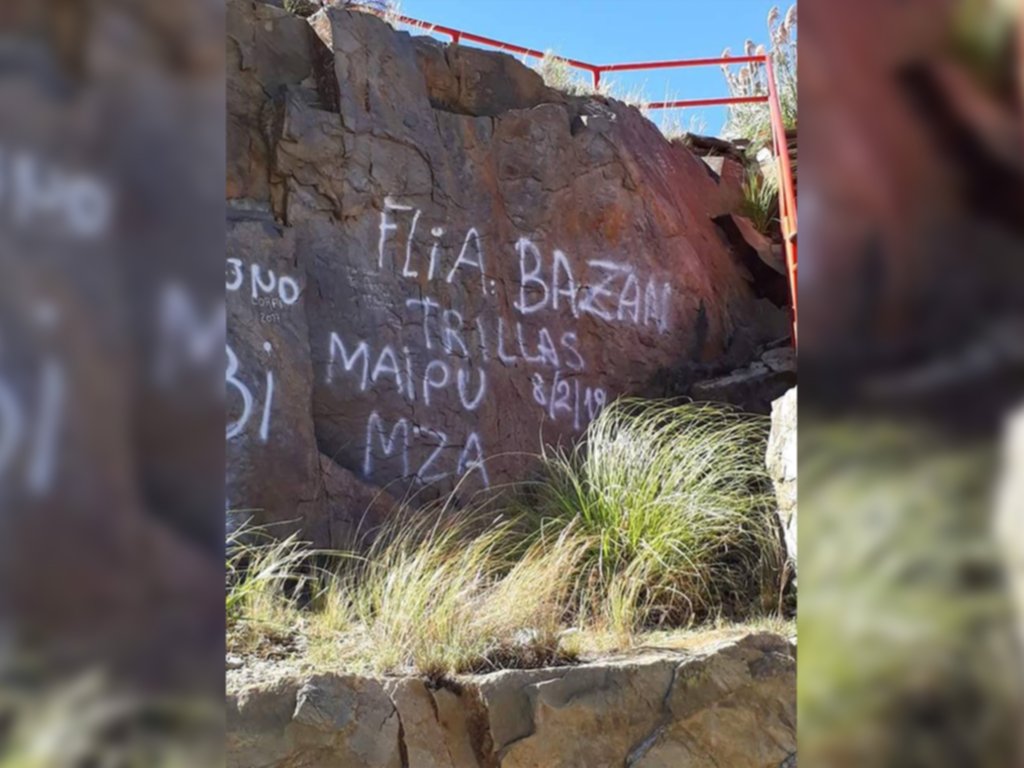 FLiA. BAZAN
TRILLAS
MAiPU 8/2/19
MZA